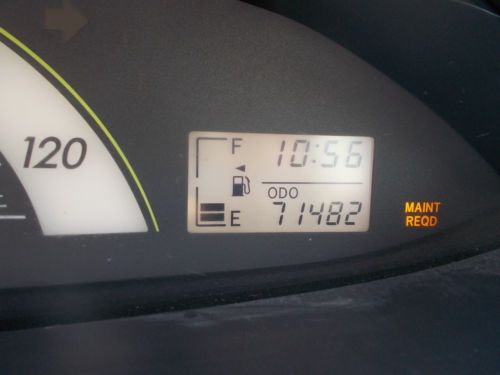 120
F
10:56
ODO
E
71482
MAINT
REQD